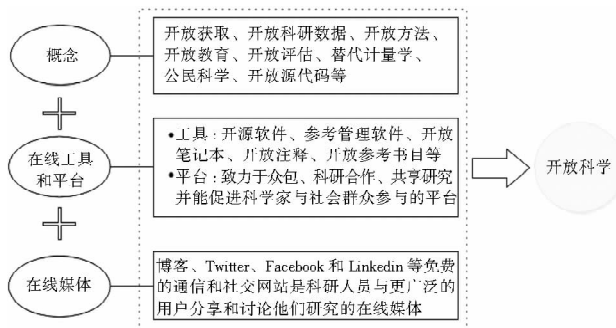 概念
开放获取、开放科研数据、开放方法、
开放教育、开放评估、替代计量学、
公民科学、开放源代码等
在线工具
和平台
•工具：开源软件、参考管理软件、开放
笔记本、开放注释、开放参考书目等
•平台：致力于众包、科研合作、共享研究
并能促进科学家与社会群众参与的平台
开放科学
在线媒体
博客、Twitter、Facebook 和 Linkedin 等免费
的通信和社交网站是科研人员与更广泛的
用户分享和讨论他们研究的在线媒体